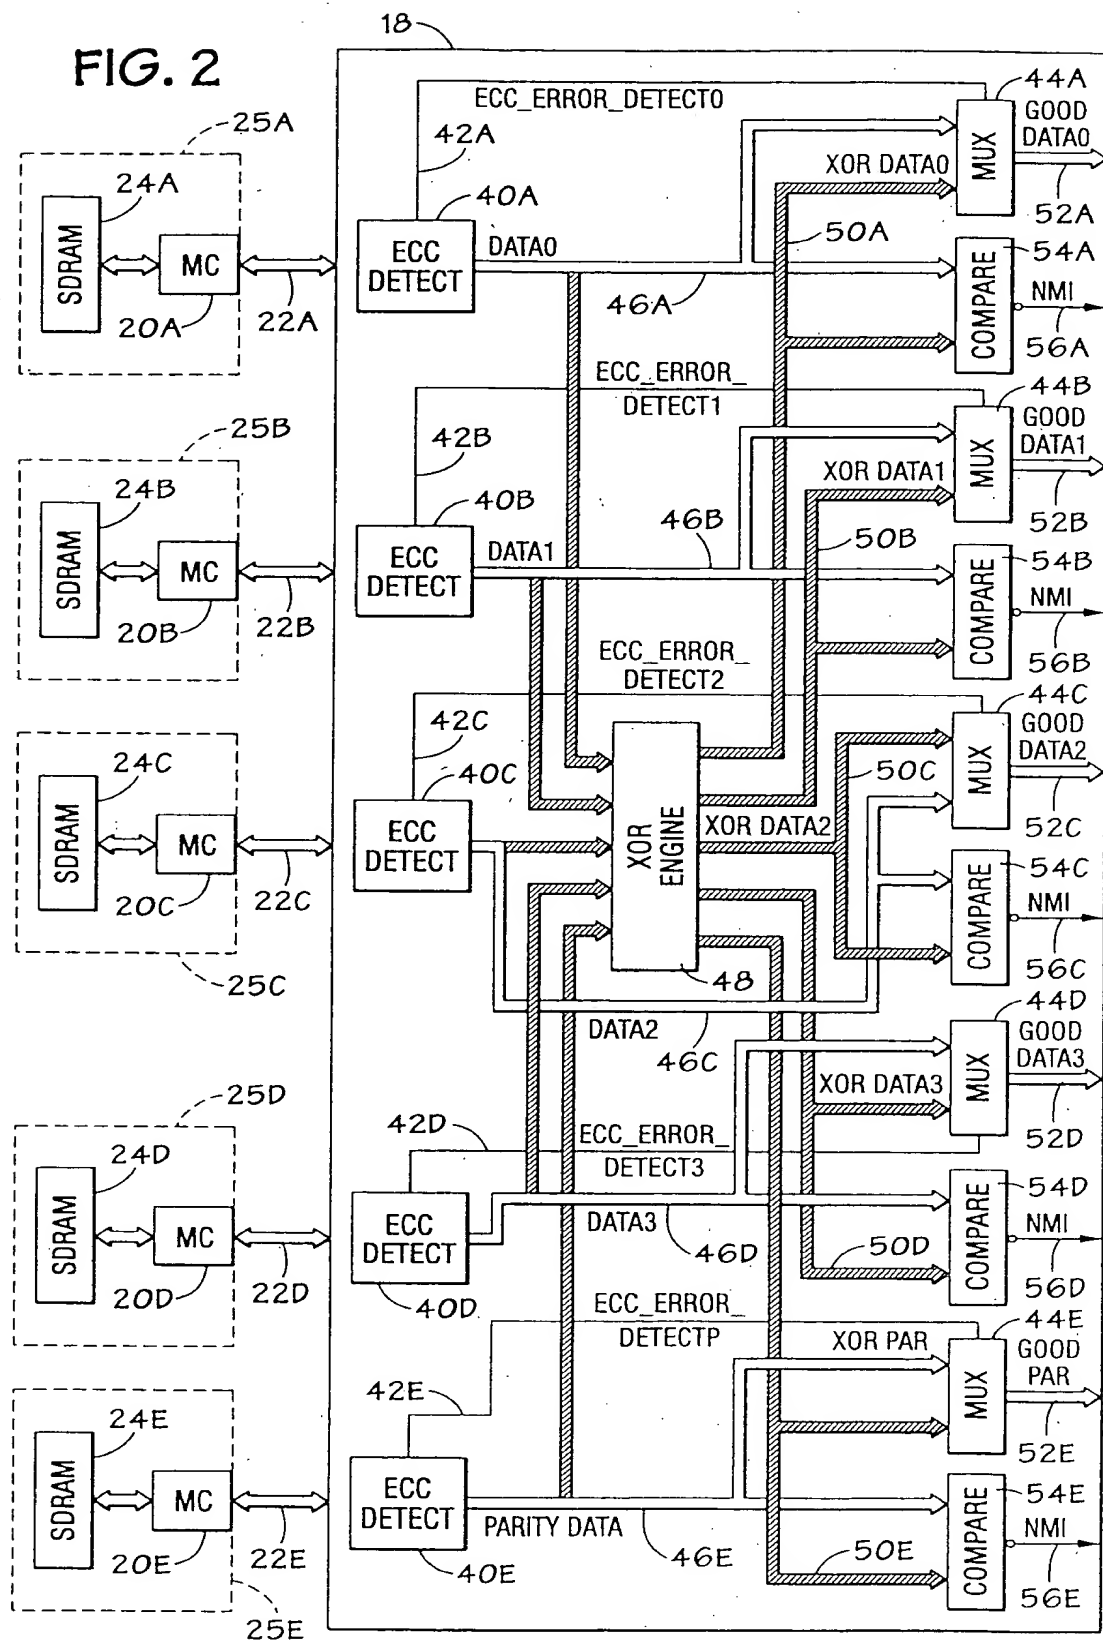 FIG. 2
18
25A
24A
SDRAM
MC
20A
22A
ECC_ERROR_DETECT0
42A
40A
ECC
DETECT
DATA0
46A
XOR DATA0
50A
44A
MUX
GOOD
DATA0
52A
54A
COMPARE
NMI
56A
25B
24B
SDRAM
MC
20B
22B
ECC_ERROR_
DETECT1
42B
40B
ECC
DETECT
DATA1
46B
XOR DATA1
50B
44B
MUX
GOOD
DATA1
52B
54B
COMPARE
NMI
56B
24C
SDRAM
MC
20C
22C
25C
ECC_ERROR_
DETECT2
42C
40C
ECC
DETECT
XOR
ENGINE
48
XOR DATA2
50C
DATA2
46C
44C
MUX
GOOD
DATA2
52C
54C
COMPARE
NMI
56C
25D
24D
SDRAM
MC
20D
22D
42D
ECC_ERROR_
DETECT3
ECC
DETECT
40D
DATA3
46D
XOR DATA3
50D
44D
MUX
GOOD
DATA3
52D
54D
COMPARE
NMI
56D
24E
SDRAM
MC
20E
22E
25E
ECC_ERROR_
DETECTP
42E
ECC
DETECT
40E
PARITY DATA
46E
XOR PAR
50E
44E
MUX
GOOD
PAR
52E
54E
COMPARE
NMI
56E